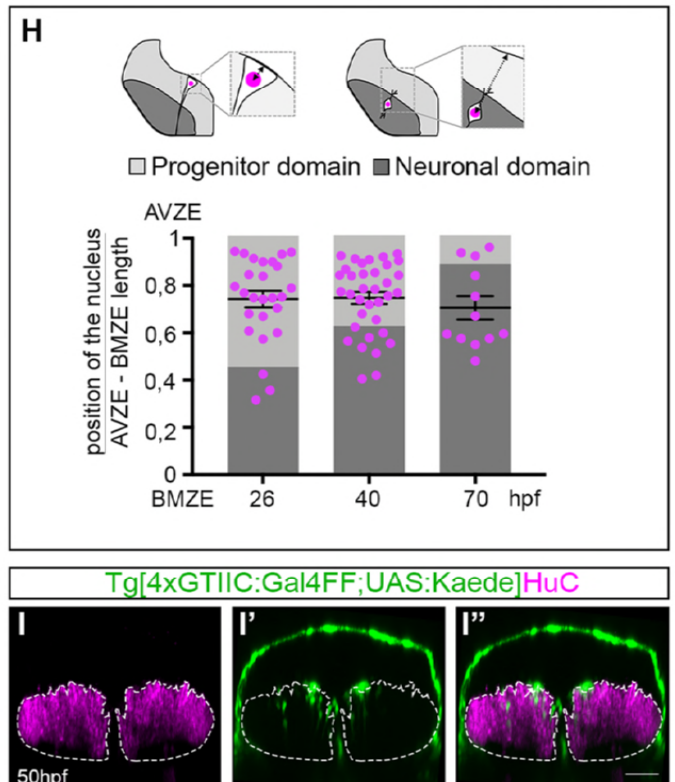 H
Progenitor domain Neuronal domain
AVZE
position of the nucleus
AVZE - BMZE length
1
0,8
0,6
0,4
0,2
0
BMZE 26 40 70 hpf
Tg[4xGTIIC:Gal4FF;UAS:Kaede]HuC
I I’ I’’
50hpf